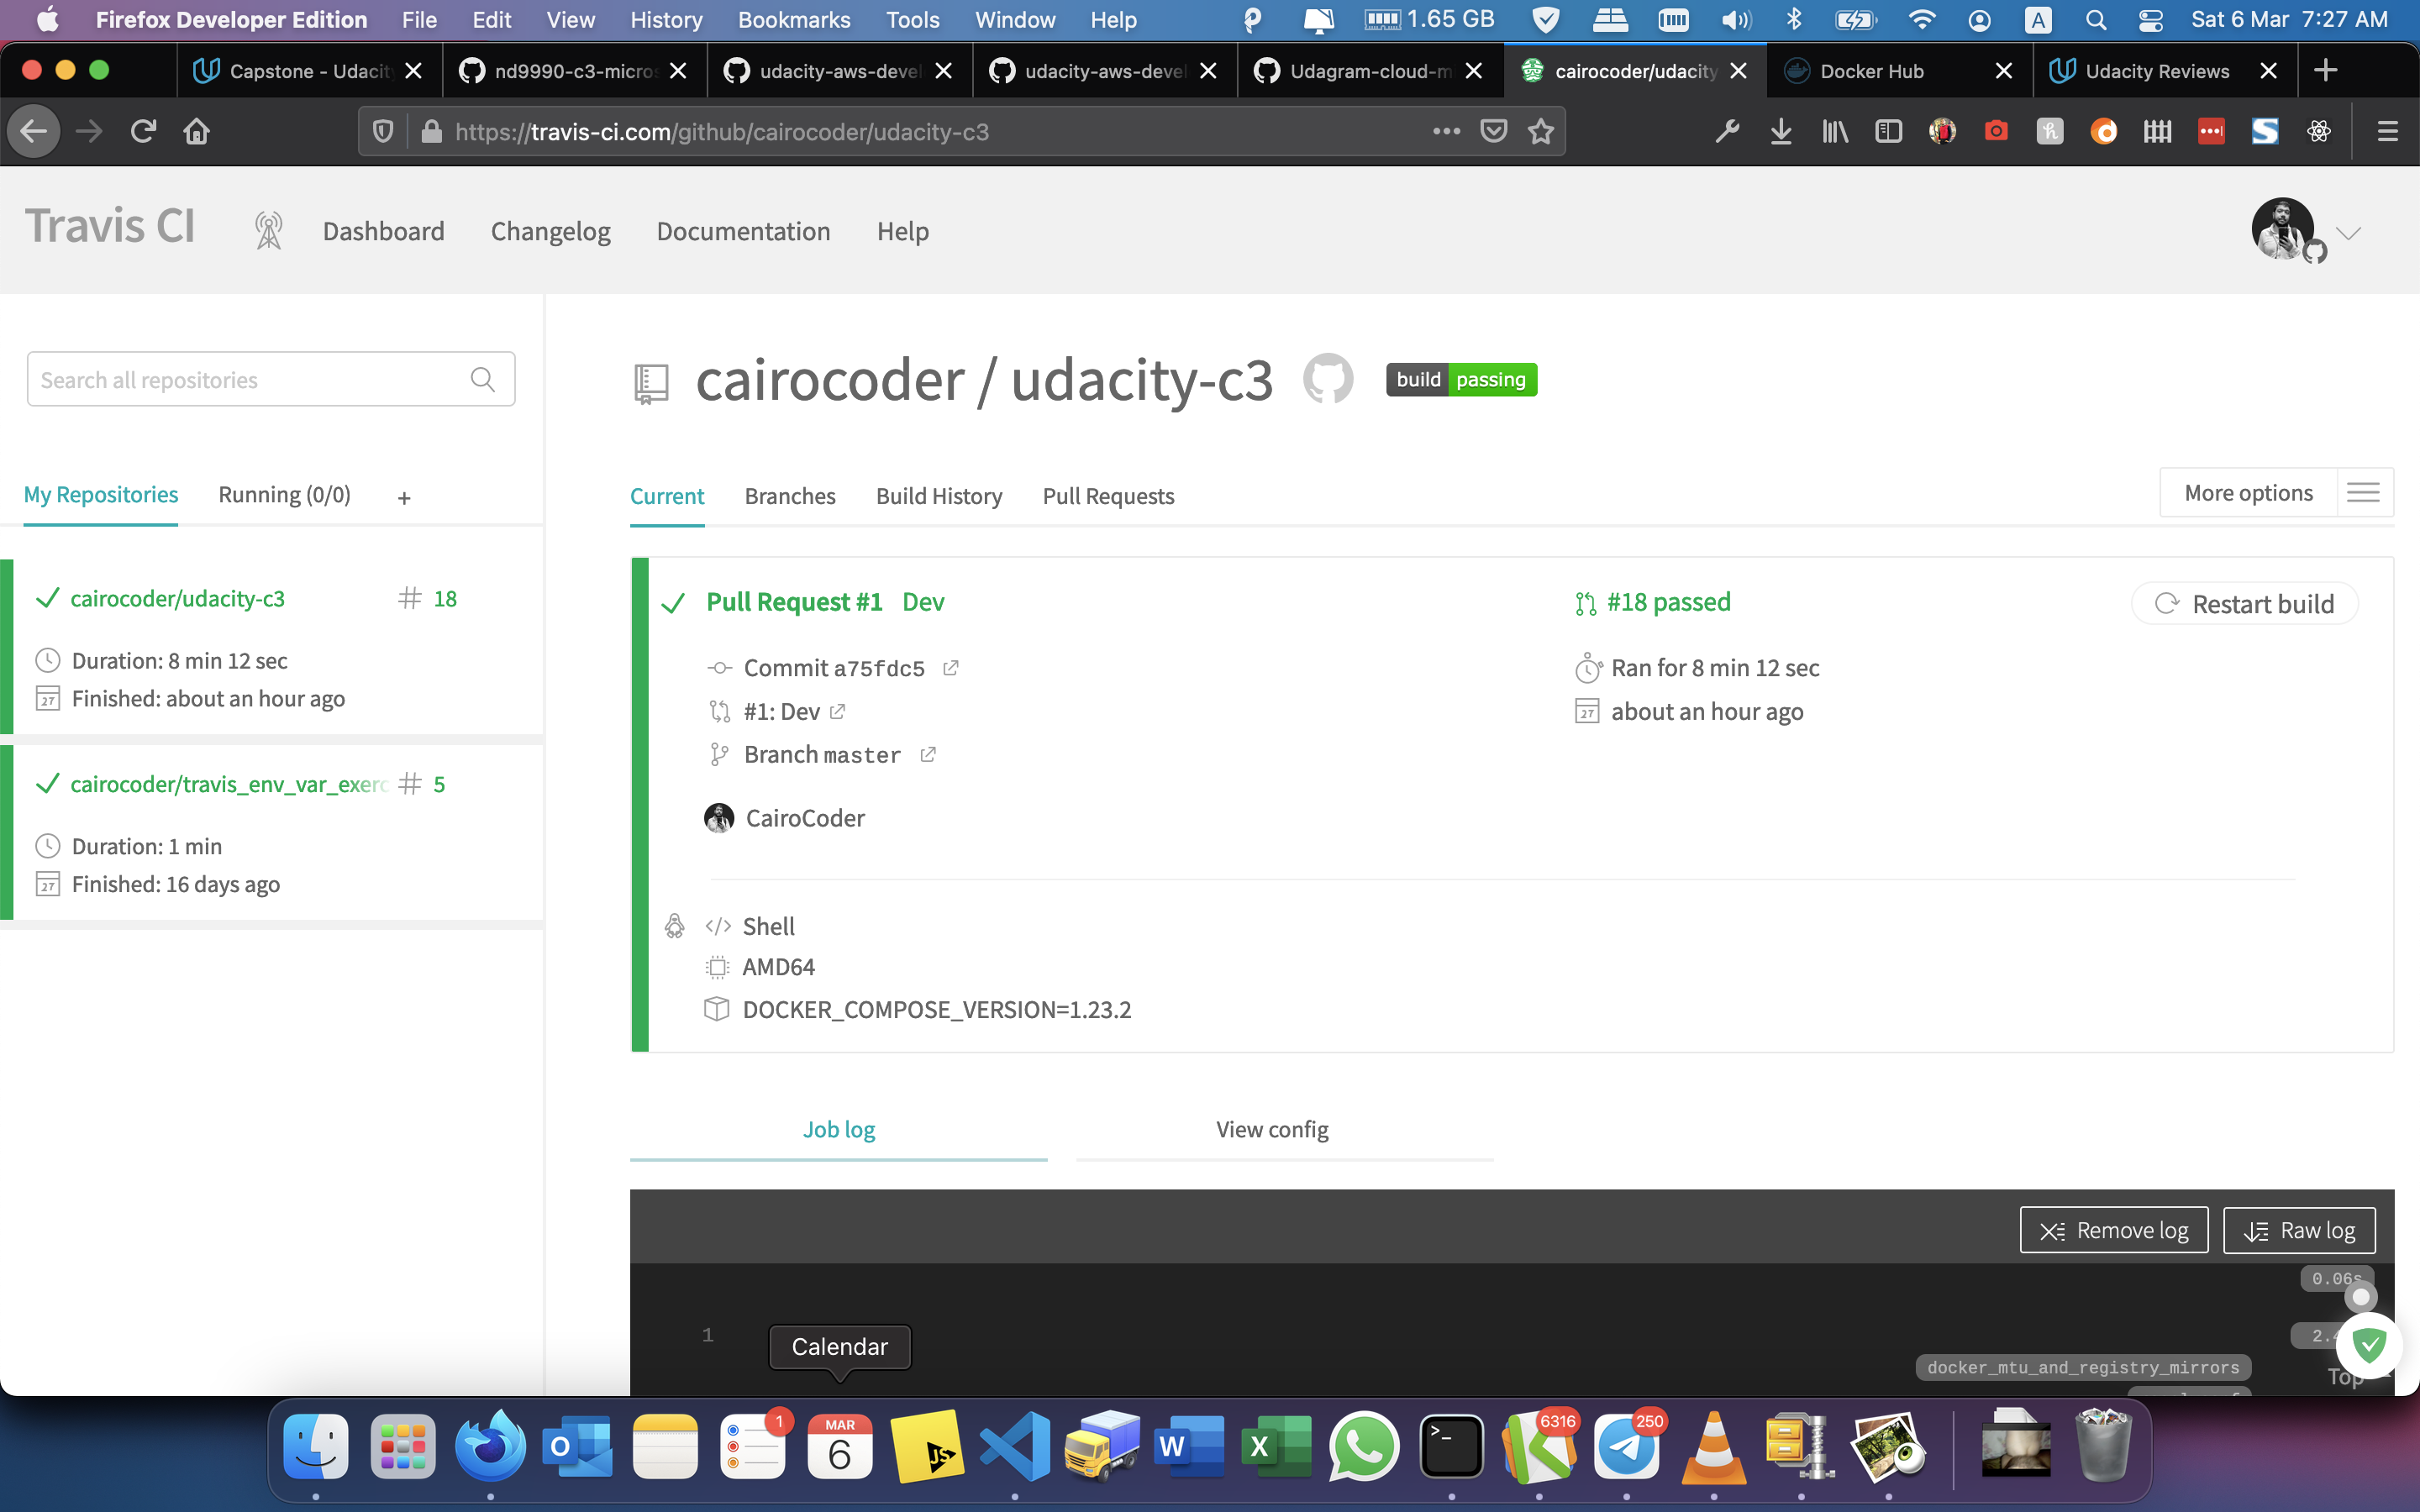 Firefox Developer Edition File Edit View History Bookmarks Tools Window Help 1.65 GB A Sat 6 Mar 7:27 AM
Capstone - Udacit nd9990-c3-micros udacity-aws-devel udacity-aws-devel Udagram-cloud-m cairocoder/udacity Docker Hub Udacity Reviews
https://travis-ci.com/github/cairocoder/udacity-c3
Travis CI Dashboard Changelog Documentation Help
Search all repositories
cairocoder / udacity-c3 build passing
My Repositories Running (0/0) +
Current Branches Build History Pull Requests More options
cairocoder/udacity-c3 # 18
Duration: 8 min 12 sec
Finished: about an hour ago
cairocoder/travis_env_var_exerc # 5
Duration: 1 min
Finished: 16 days ago
Pull Request #1 Dev #18 passed Restart build
Commit a75fdc5 Ran for 8 min 12 sec
#1: Dev about an hour ago
Branch master
CairoCoder
Shell
AMD64
DOCKER_COMPOSE_VERSION=1.23.2
Job log View config
Remove log Raw log
0.06s
1
docker_mtu_and_registry_mirrors
Top
Calendar
1 MAR 6316 250
6 JS W X